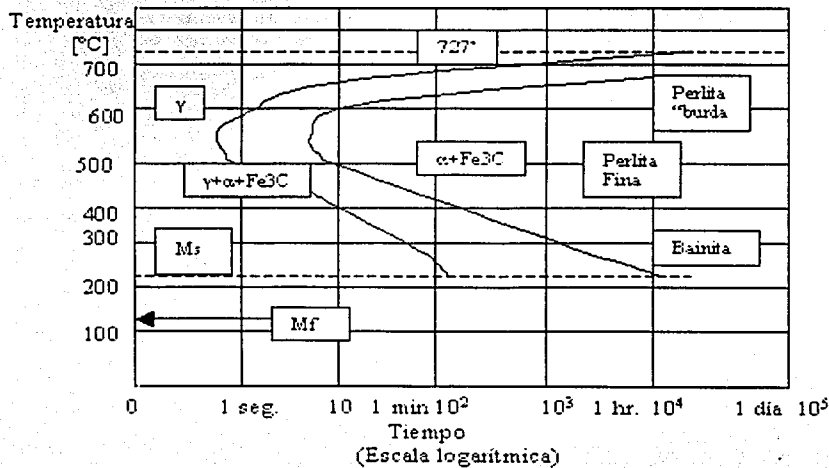 Temperatura
[°C]
727°
700
γ
Perlita
"burda
600
α+Fe3C
Perlita
Fina
500
γ+α+Fe3C
400
300
Ms
Bainita
200
Mf
100
0 1 seg. 10 1 min 10² 10³ 1 hr. 10⁴ 1 día 10⁵
Tiempo
(Escala logarítmica)